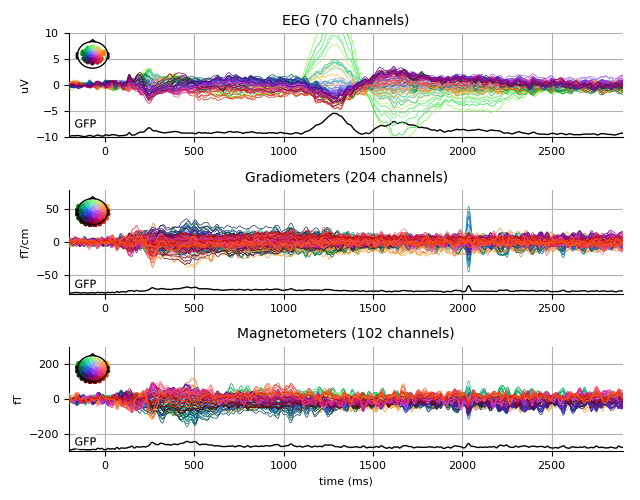 EEG (70 channels)
10
5
0
−5
−10
uV
GFP
0 500 1000 1500 2000 2500
Gradiometers (204 channels)
50
0
−50
fT/cm
GFP
0 500 1000 1500 2000 2500
Magnetometers (102 channels)
200
0
−200
fT
GFP
0 500 1000 1500 2000 2500
time (ms)